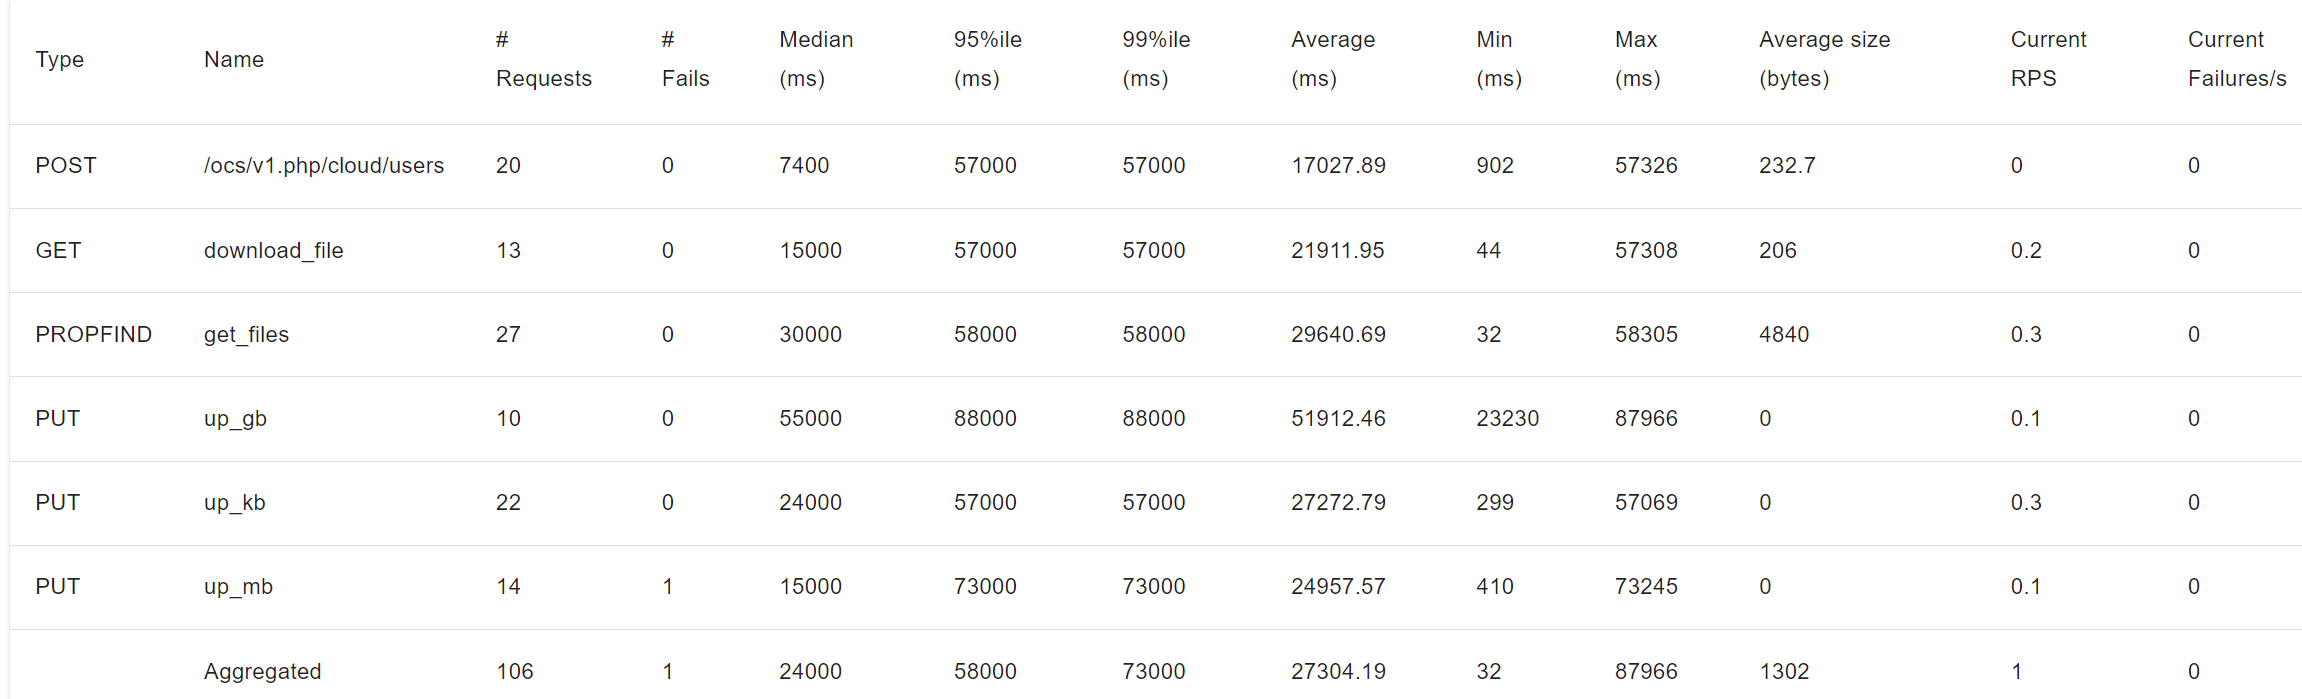 Type Name # Requests # Fails Median (ms) 95%ile (ms) 99%ile (ms) Average (ms) Min (ms) Max (ms) Average size (bytes) Current RPS Current Failures/s
POST /ocs/v1.php/cloud/users 20 0 7400 57000 57000 17027.89 902 57326 232.7 0 0
GET download_file 13 0 15000 57000 57000 21911.95 44 57308 206 0.2 0
PROPFIND get_files 27 0 30000 58000 58000 29640.69 32 58305 4840 0.3 0
PUT up_gb 10 0 55000 88000 88000 51912.46 23230 87966 0 0.1 0
PUT up_kb 22 0 24000 57000 57000 27272.79 299 57069 0 0.3 0
PUT up_mb 14 1 15000 73000 73000 24957.57 410 73245 0 0.1 0
Aggregated 106 1 24000 58000 73000 27304.19 32 87966 1302 1 0